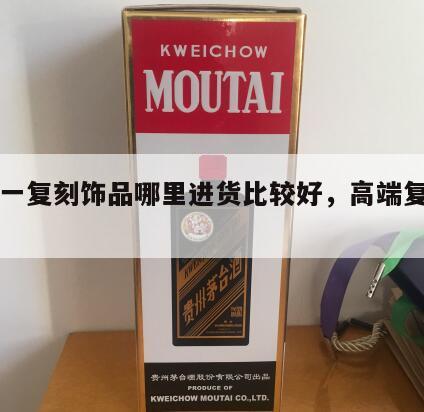 KWEICHOW
MOUTAI
一复刻饰品哪里进货比较好，高端复
KWEICHOW
贵州茅台酒
贵州茅台酒股份有限公司出品
PRODUCE OF
KWEICHOW MOUTAI CO.,LTD.